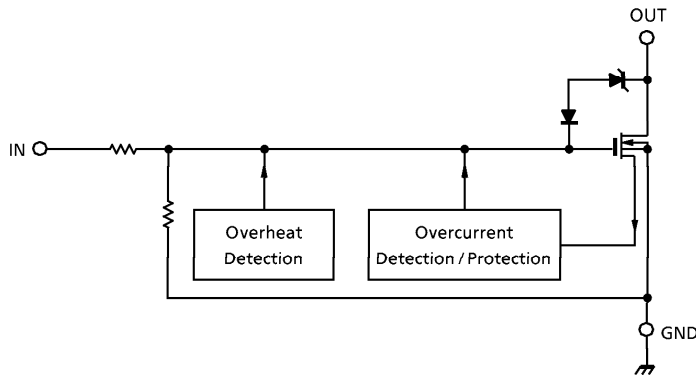 OUT
IN
Overheat
Detection
Overcurrent
Detection / Protection
GND